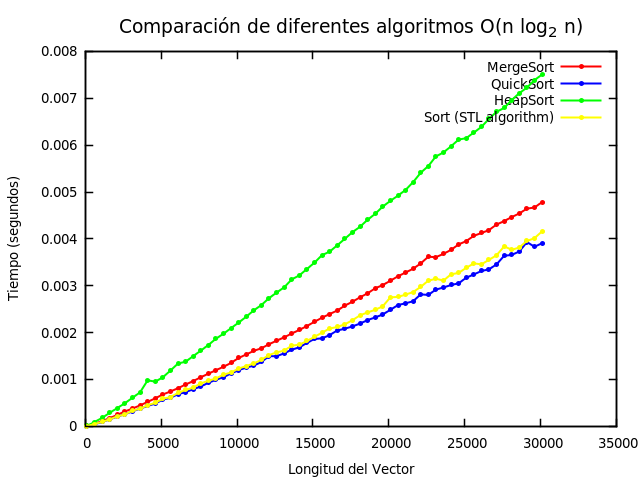 Comparación de diferentes algoritmos O(n log₂ n)
0.008
0.007
0.006
0.005
0.004
0.003
0.002
0.001
0
Tiempo (segundos)
MergeSort
QuickSort
HeapSort
Sort (STL algorithm)
0 5000 10000 15000 20000 25000 30000 35000
Longitud del Vector